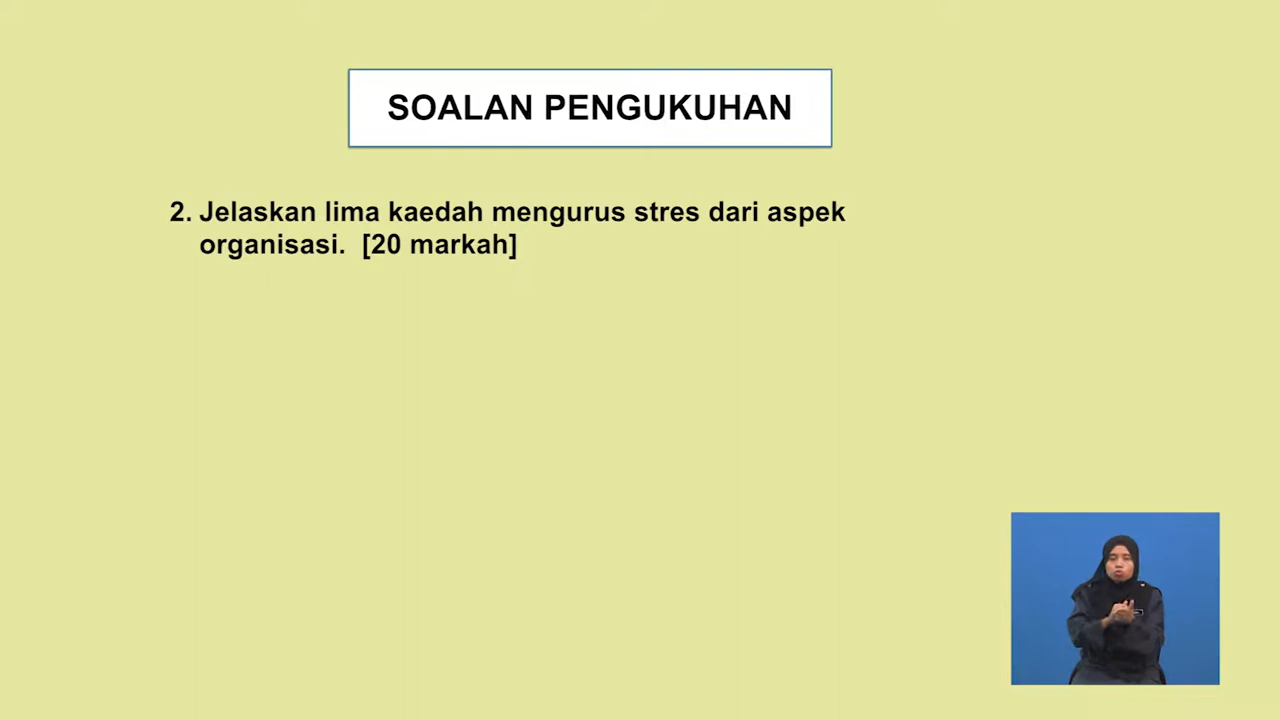 SOALAN PENGUKUHAN
2. Jelaskan lima kaedah mengurus stres dari aspek
organisasi. [20 markah]